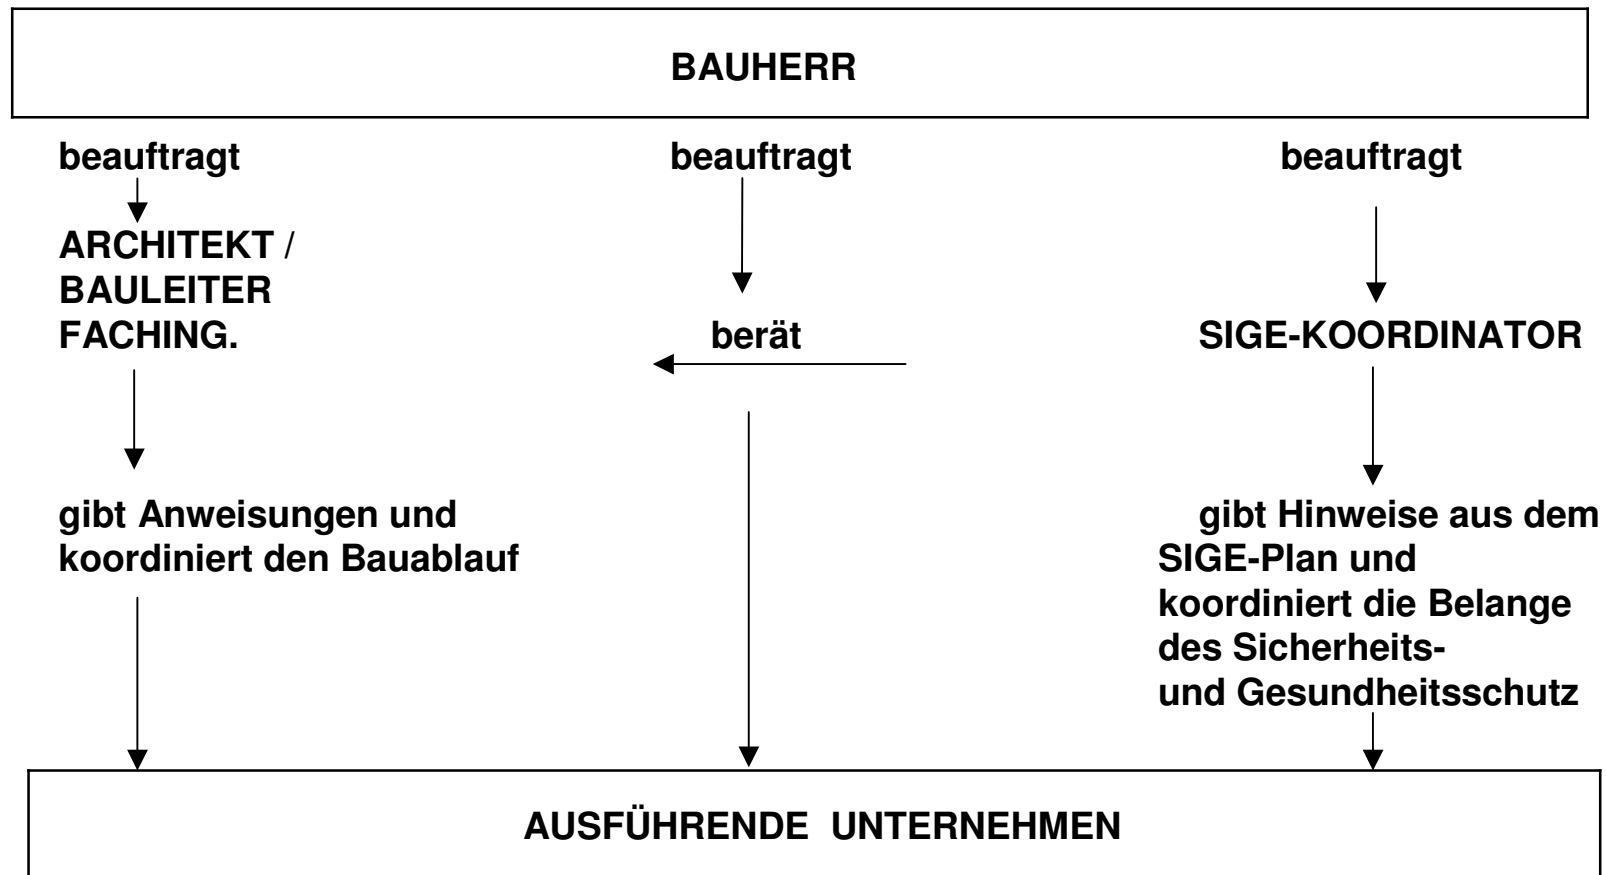 BAUHERR
beauftragt
beauftragt
beauftragt
ARCHITEKT /
BAULEITER
FACHING.
berät
SIGE-KOORDINATOR
gibt Anweisungen und
koordiniert den Bauablauf
gibt Hinweise aus dem
SIGE-Plan und
koordiniert die Belange
des Sicherheits-
und Gesundheitsschutz
AUSFÜHRENDE UNTERNEHMEN